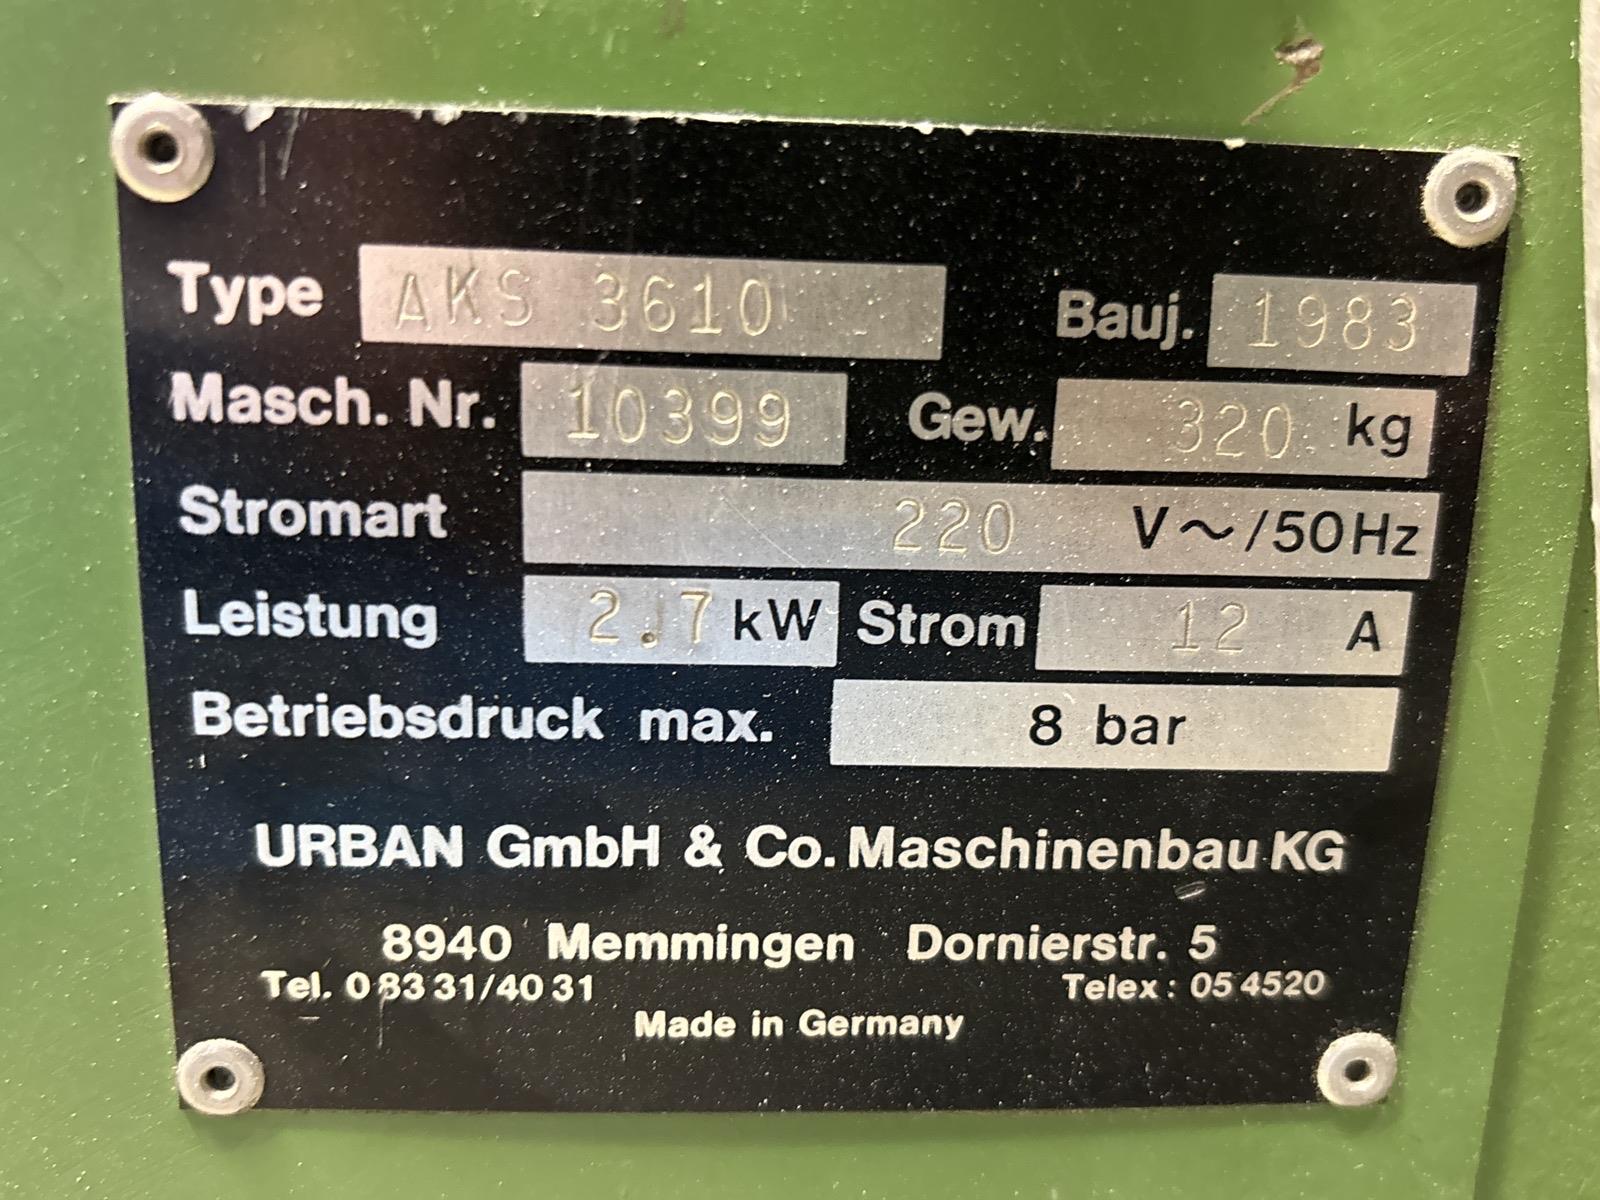 Type AKS 3610 Bauj. 1983
Masch. Nr. 10399 Gew. 320 kg
Stromart 220 V~/50Hz
Leistung 2.7 kW Strom 12 A
Betriebsdruck max. 8 bar
URBAN GmbH & Co. Maschinenbau KG
8940 Memmingen Dornierstr. 5
Tel. 0 83 31/40 31 Telex: 05 4520
Made in Germany